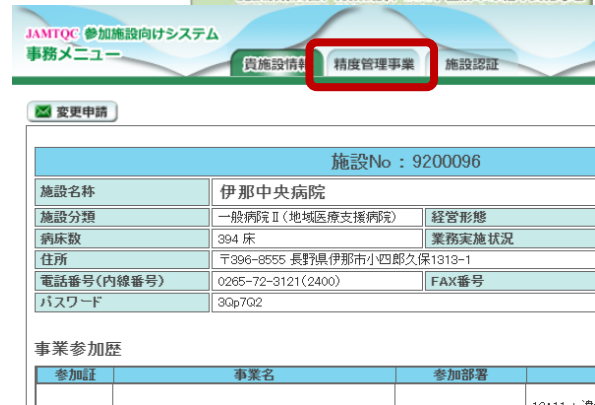 JAMTQC 参加施設向けシステム
事務メニュー
貴施設情報 精度管理事業 施設認証
変更申請
施設No：9200096
施設名称 伊那中央病院
施設分類 一般病院Ⅱ(地域医療支援病院) 経営形態
病床数 394 床 業務実施状況
住所 〒396-8555 長野県伊那市小四郎久保1313-1
電話番号(内線番号) 0265-72-3121(2400) FAX番号
パスワード 3Qp7Q2
事業参加歴
参加証 事業名 参加部署